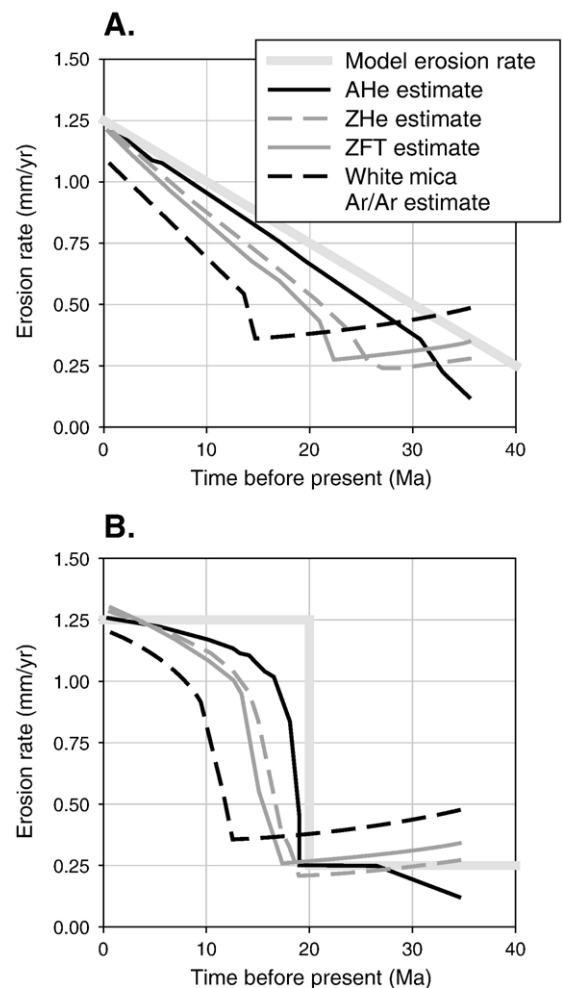 A.
1.50
1.25
1.00
0.75
0.50
0.25
0.00
Erosion rate (mm/yr)
Model erosion rate
AHe estimate
ZHe estimate
ZFT estimate
White mica
Ar/Ar estimate
0 10 20 30 40
Time before present (Ma)
B.
1.50
1.25
1.00
0.75
0.50
0.25
0.00
Erosion rate (mm/yr)
0 10 20 30 40
Time before present (Ma)